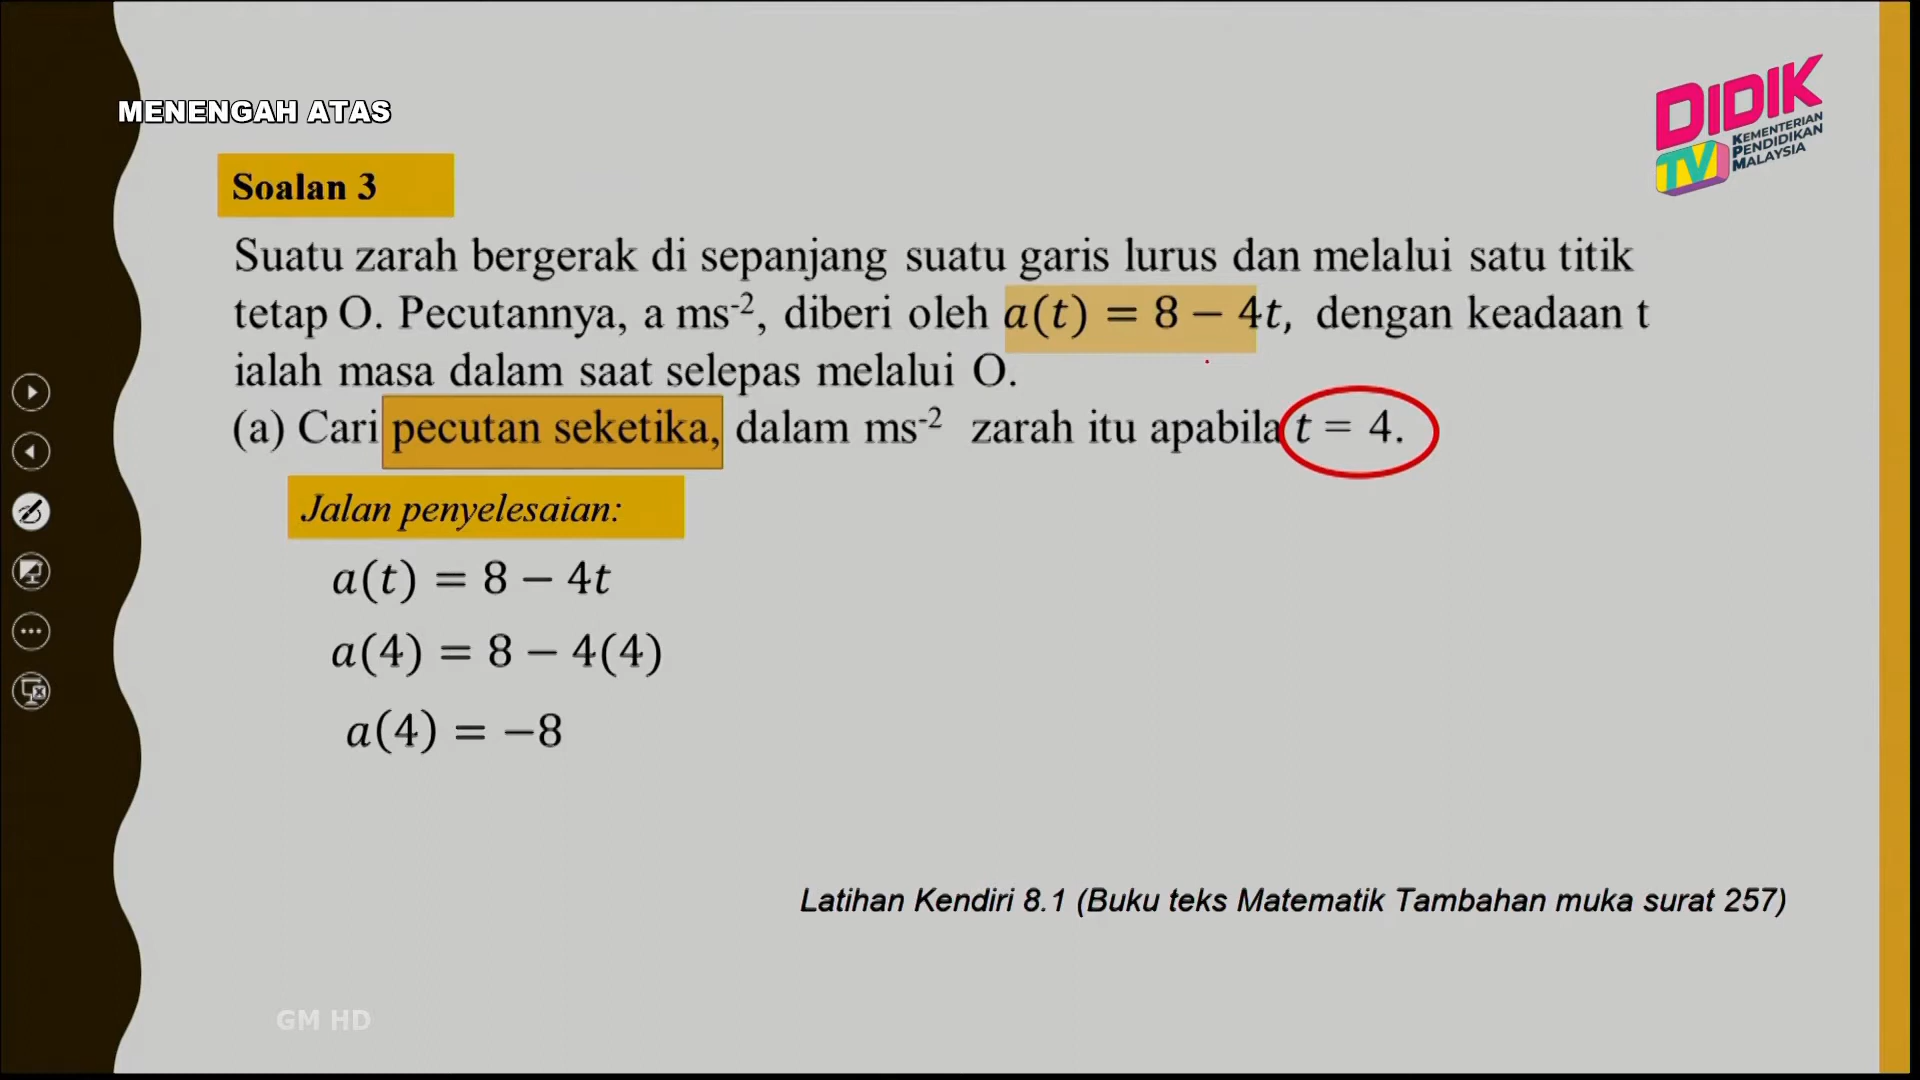 MENENGAH ATAS
DIDIK
TV
KEMENTERIAN
PENDIDIKAN
MALAYSIA
Soalan 3
Suatu zarah bergerak di sepanjang suatu garis lurus dan melalui satu titik
tetap O. Pecutannya, a ms⁻², diberi oleh a(t) = 8 − 4t, dengan keadaan t
ialah masa dalam saat selepas melalui O.
(a) Cari pecutan seketika, dalam ms⁻² zarah itu apabila t = 4.
Jalan penyelesaian:
a(t) = 8 − 4t
a(4) = 8 − 4(4)
a(4) = −8
Latihan Kendiri 8.1 (Buku teks Matematik Tambahan muka surat 257)
GM HD